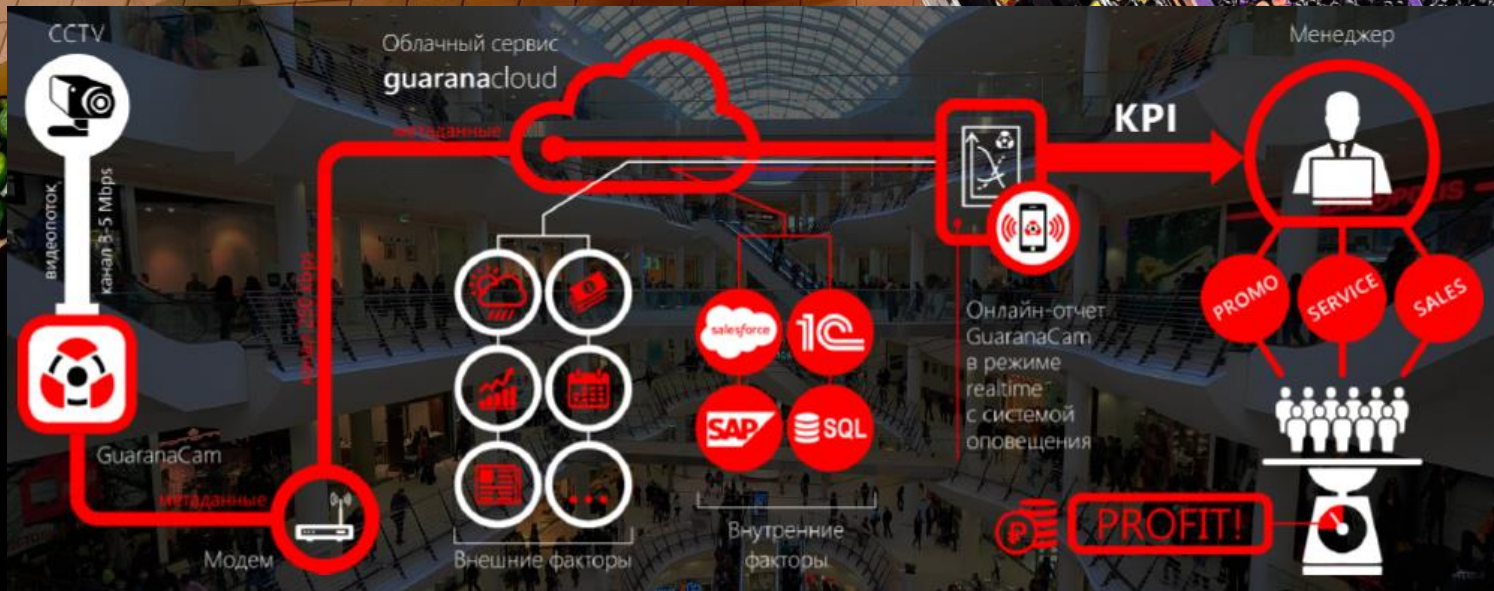 CCTV
Облачный сервис
guaranacloud
Менеджер
метаданные
KPI
видеопоток
канал 3-5 Mbps
PROMO
SERVICE
SALES
salesforce
1C
Онлайн-отчет
GuaranaCam
в режиме
realtime
с системой
оповещения
SAP
SQL
GuaranaCam
метаданные
Модем
Внешние факторы
Внутренние
факторы
PROFIT!